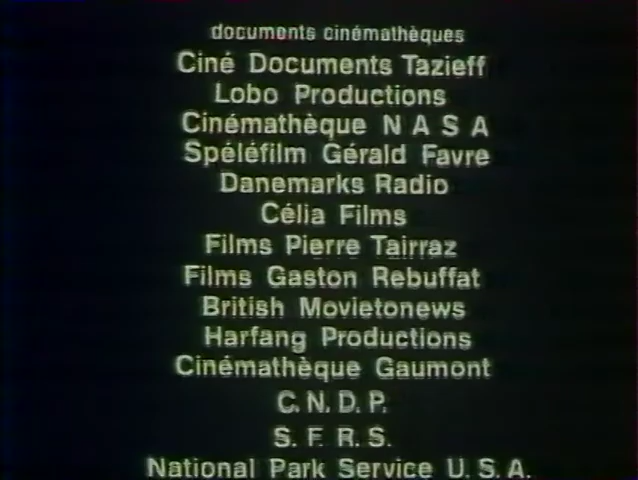 documents cinémathèques
Ciné Documents Tazieff
Lobo Productions
Cinémathèque N A S A
Spéléfilm Gérald Favre
Danemarks Radio
Célia Films
Films Pierre Tairraz
Films Gaston Rebuffat
British Movietonews
Harfang Productions
Cinémathèque Gaumont
C. N. D. P.
S. F. R. S.
National Park Service U. S. A.